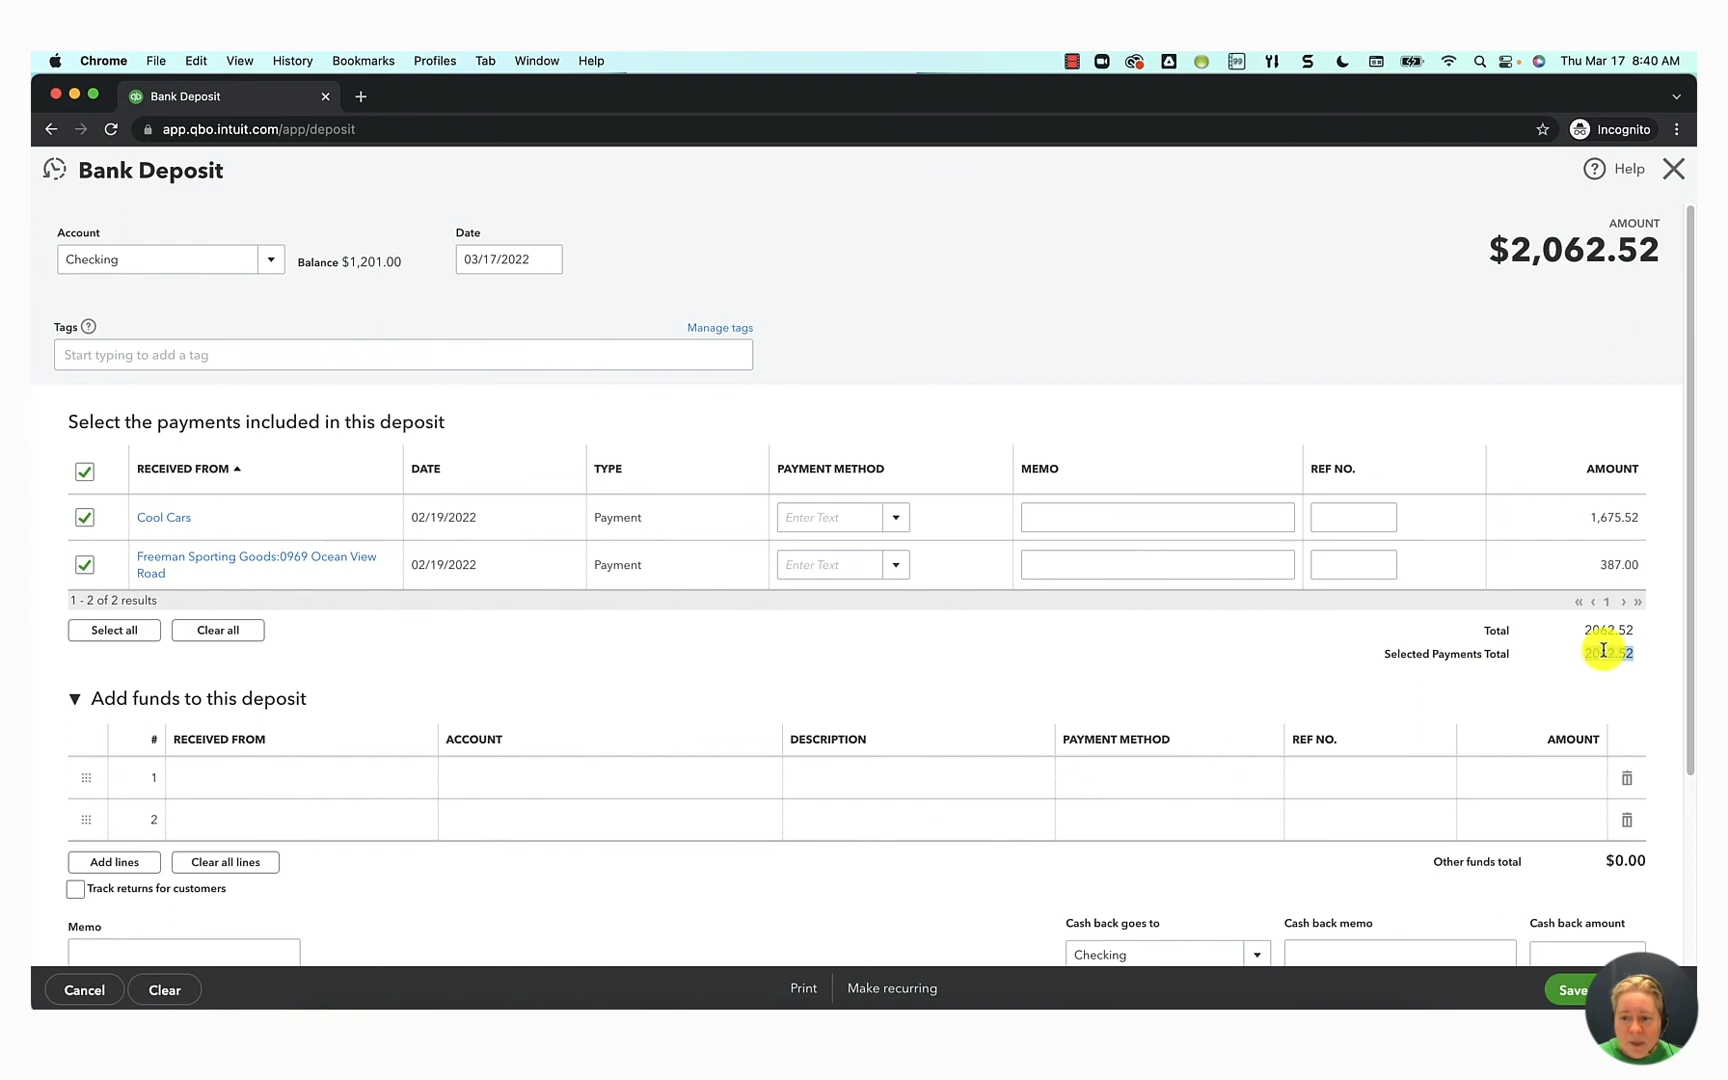 Chrome File Edit View History Bookmarks Profiles Tab Window Help Thu Mar 17 8:40 AM
Bank Deposit
app.qbo.intuit.com/app/deposit Incognito
Bank Deposit Help
AMOUNT
$2,062.52
Account Date
Checking Balance $1,201.00 03/17/2022
Tags Manage tags
Start typing to add a tag
Select the payments included in this deposit
RECEIVED FROM DATE TYPE PAYMENT METHOD MEMO REF NO. AMOUNT
Cool Cars 02/19/2022 Payment Enter Text 1,675.52
Freeman Sporting Goods:0969 Ocean View
Road 02/19/2022 Payment Enter Text 387.00
1 - 2 of 2 results « ‹ 1 › »
Select all Clear all Total 2062.52
Selected Payments Total 2062.52
Add funds to this deposit
# RECEIVED FROM ACCOUNT DESCRIPTION PAYMENT METHOD REF NO. AMOUNT
1
2
Add lines Clear all lines Other funds total $0.00
Track returns for customers
Memo Cash back goes to Cash back memo Cash back amount
Checking
Cancel Clear Print Make recurring Save